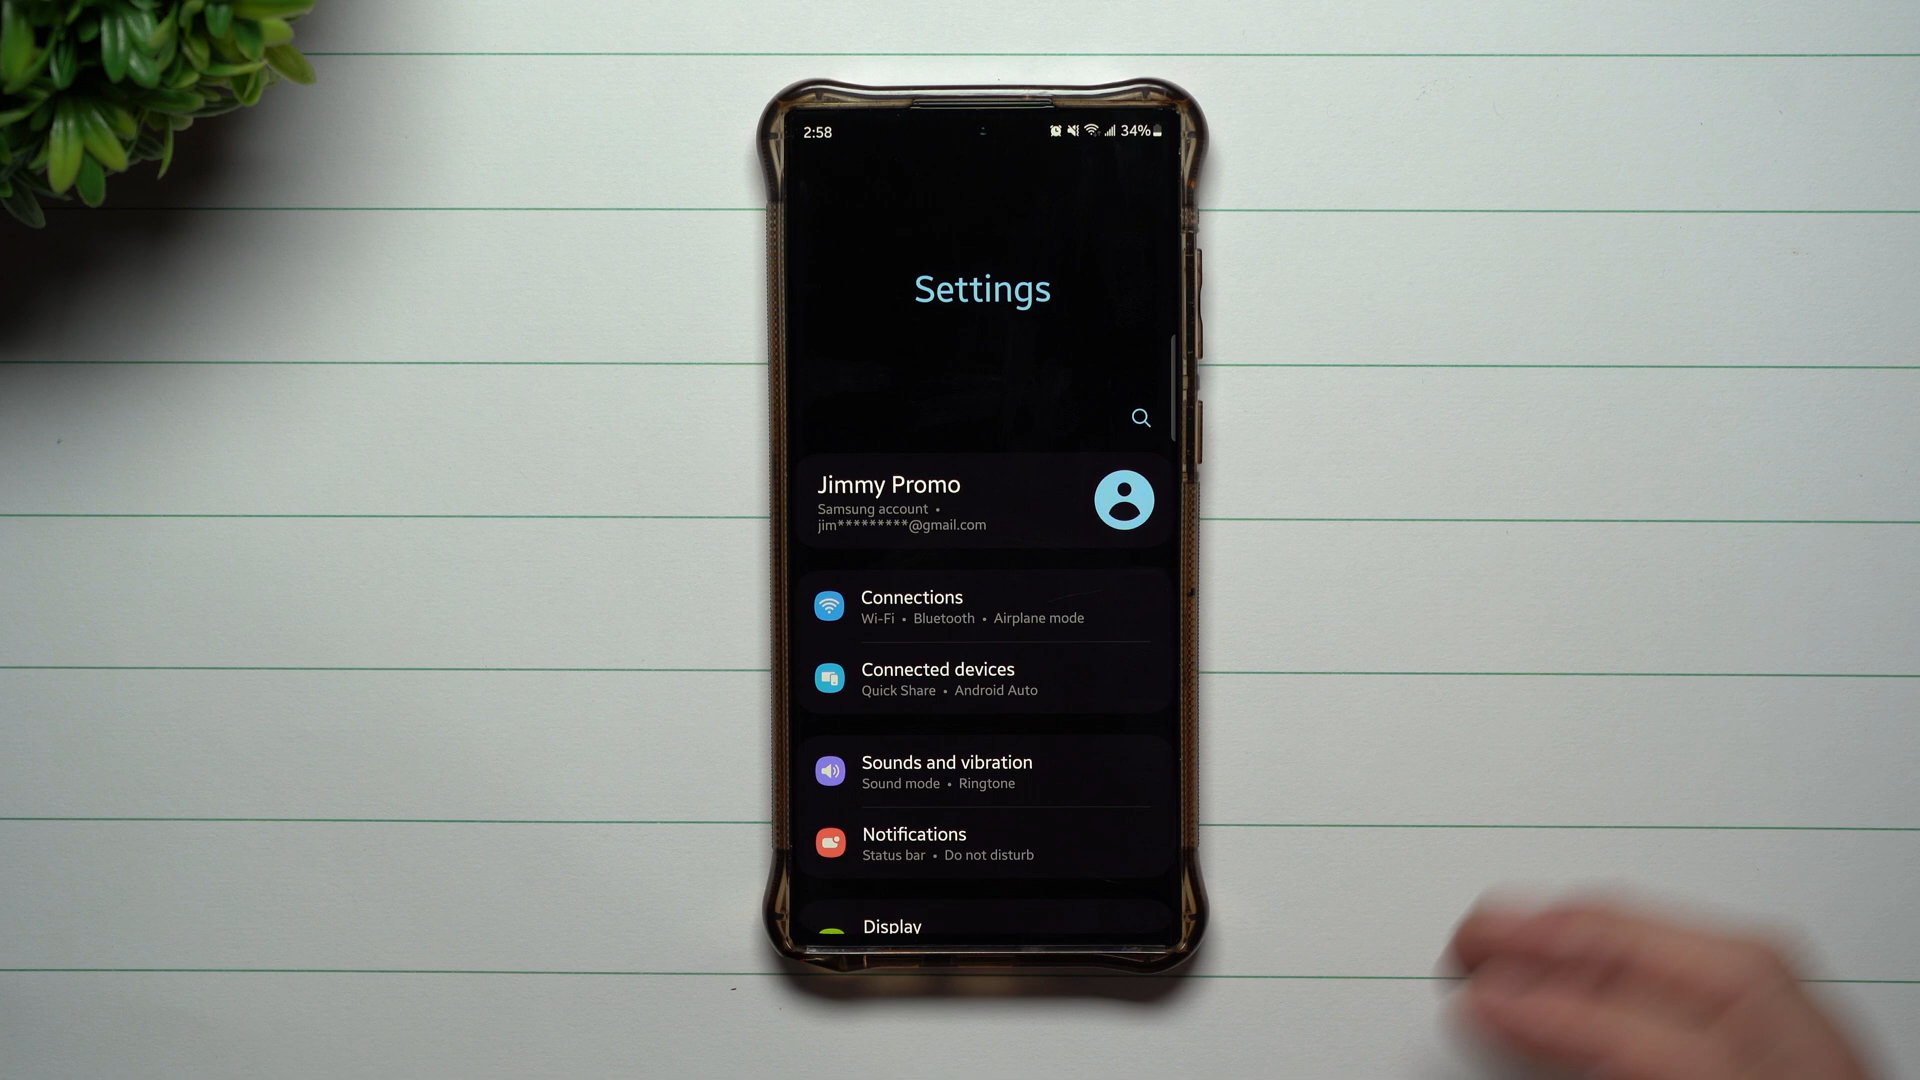 2:58
34%
Settings
Jimmy Promo
Samsung account •
jim*********@gmail.com
Connections
Wi-Fi • Bluetooth • Airplane mode
Connected devices
Quick Share • Android Auto
Sounds and vibration
Sound mode • Ringtone
Notifications
Status bar • Do not disturb
Display